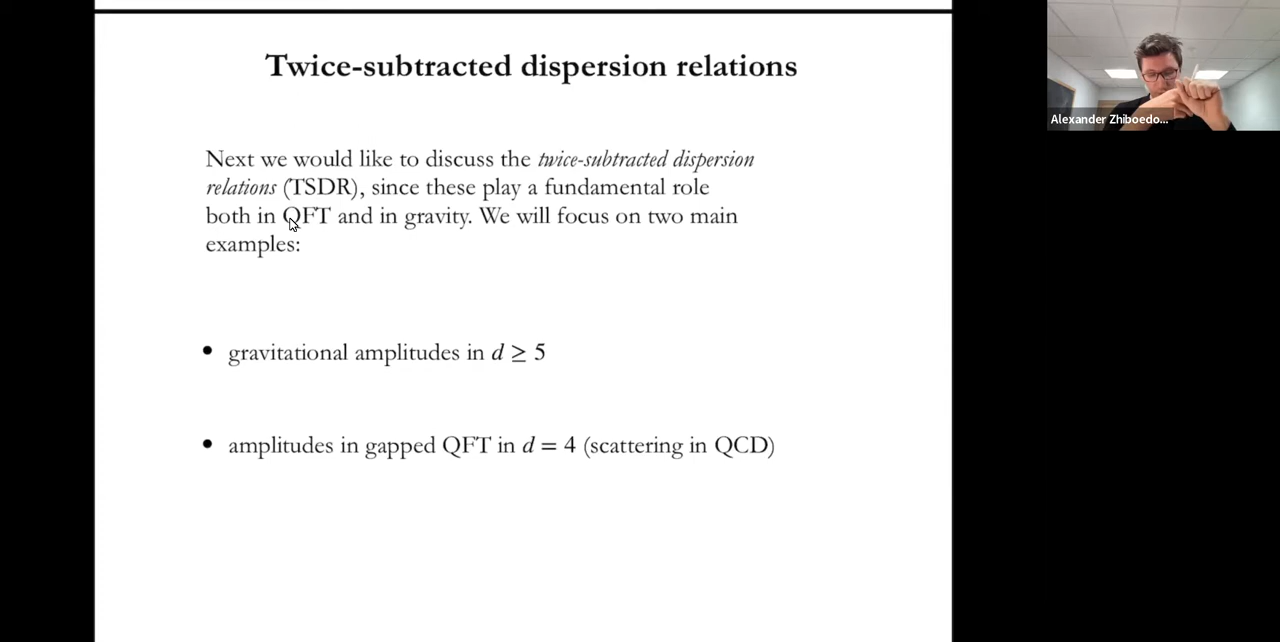 Twice-subtracted dispersion relations
Next we would like to discuss the twice-subtracted dispersion
relations (TSDR), since these play a fundamental role
both in QFT and in gravity. We will focus on two main
examples:
• gravitational amplitudes in d ≥ 5
• amplitudes in gapped QFT in d = 4 (scattering in QCD)
Alexander Zhiboedo...